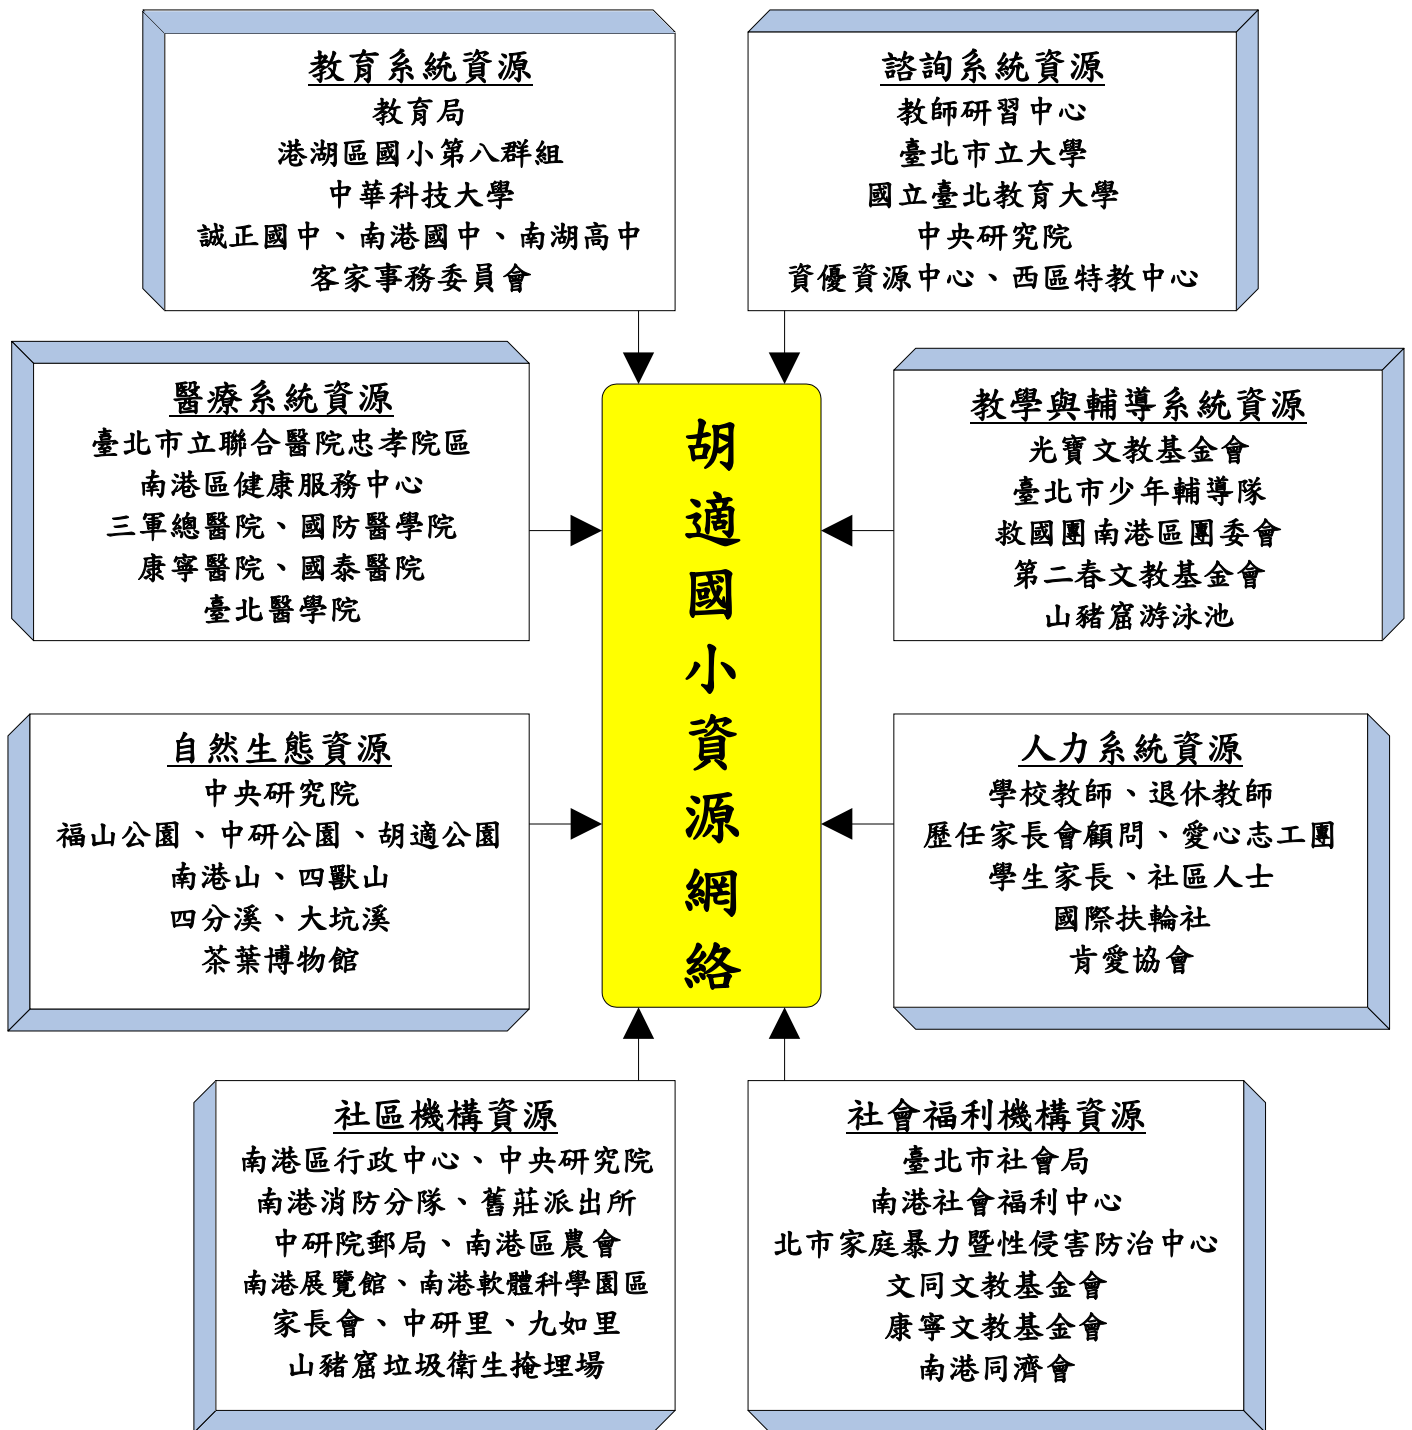 教育系統資源
教育局
港湖區國小第八群組
中華科技大學
誠正國中、南港國中、南湖高中
客家事務委員會
諮詢系統資源
教師研習中心
臺北市立大學
國立臺北教育大學
中央研究院
資優資源中心、西區特教中心
醫療系統資源
臺北市立聯合醫院忠孝院區
南港區健康服務中心
三軍總醫院、國防醫學院
康寧醫院、國泰醫院
臺北醫學院
胡適國小資源網絡
教學與輔導系統資源
光寶文教基金會
臺北市少年輔導隊
救國團南港區團委會
第二春文教基金會
山豬窟游泳池
自然生態資源
中央研究院
福山公園、中研公園、胡適公園
南港山、四獸山
四分溪、大坑溪
茶葉博物館
人力系統資源
學校教師、退休教師
歷任家長會顧問、愛心志工團
學生家長、社區人士
國際扶輪社
肯愛協會
社區機構資源
南港區行政中心、中央研究院
南港消防分隊、舊莊派出所
中研院郵局、南港區農會
南港展覽館、南港軟體科學園區
家長會、中研里、九如里
山豬窟垃圾衛生掩埋場
社會福利機構資源
臺北市社會局
南港社會福利中心
北市家庭暴力暨性侵害防治中心
文同文教基金會
康寧文教基金會
南港同濟會